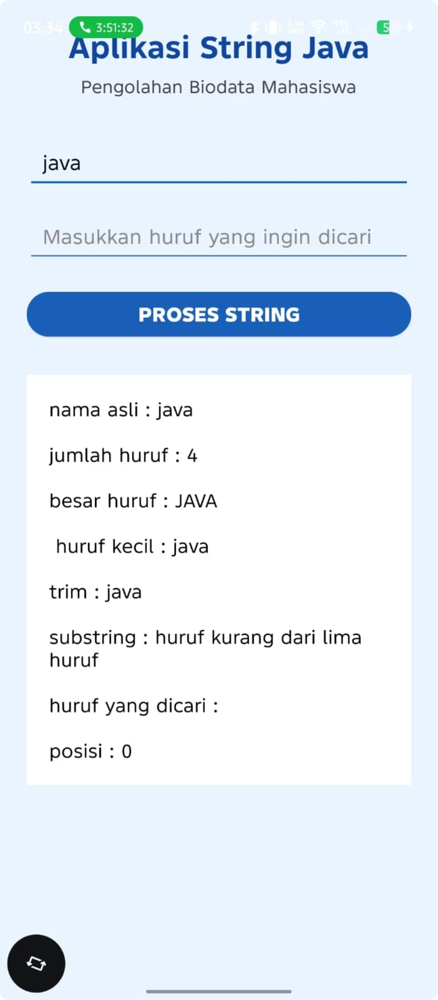 03:34 3:51:32 5
Aplikasi String Java
Pengolahan Biodata Mahasiswa
java
Masukkan huruf yang ingin dicari
PROSES STRING
nama asli : java
jumlah huruf : 4
besar huruf : JAVA
huruf kecil : java
trim : java
substring : huruf kurang dari lima
huruf
huruf yang dicari :
posisi : 0